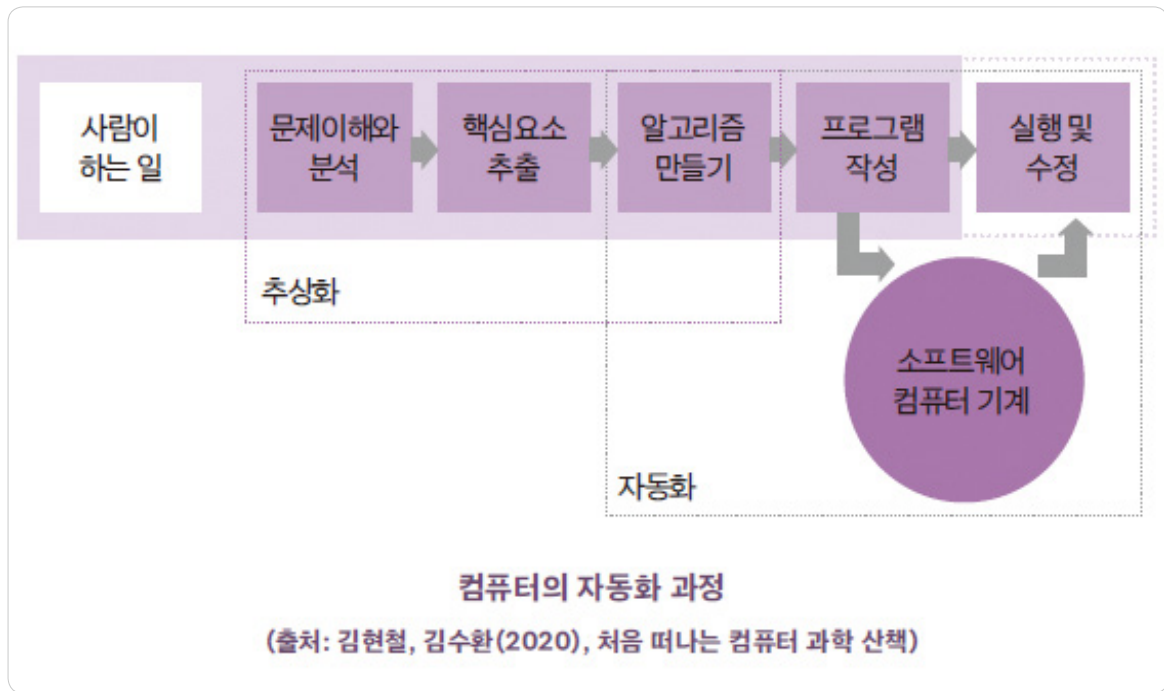 사람이
하는 일
문제이해와
분석
핵심요소
추출
알고리즘
만들기
프로그램
작성
실행 및
수정
추상화
소프트웨어
컴퓨터 기계
자동화
컴퓨터의 자동화 과정
(출처: 김현철, 김수환(2020), 처음 떠나는 컴퓨터 과학 산책)